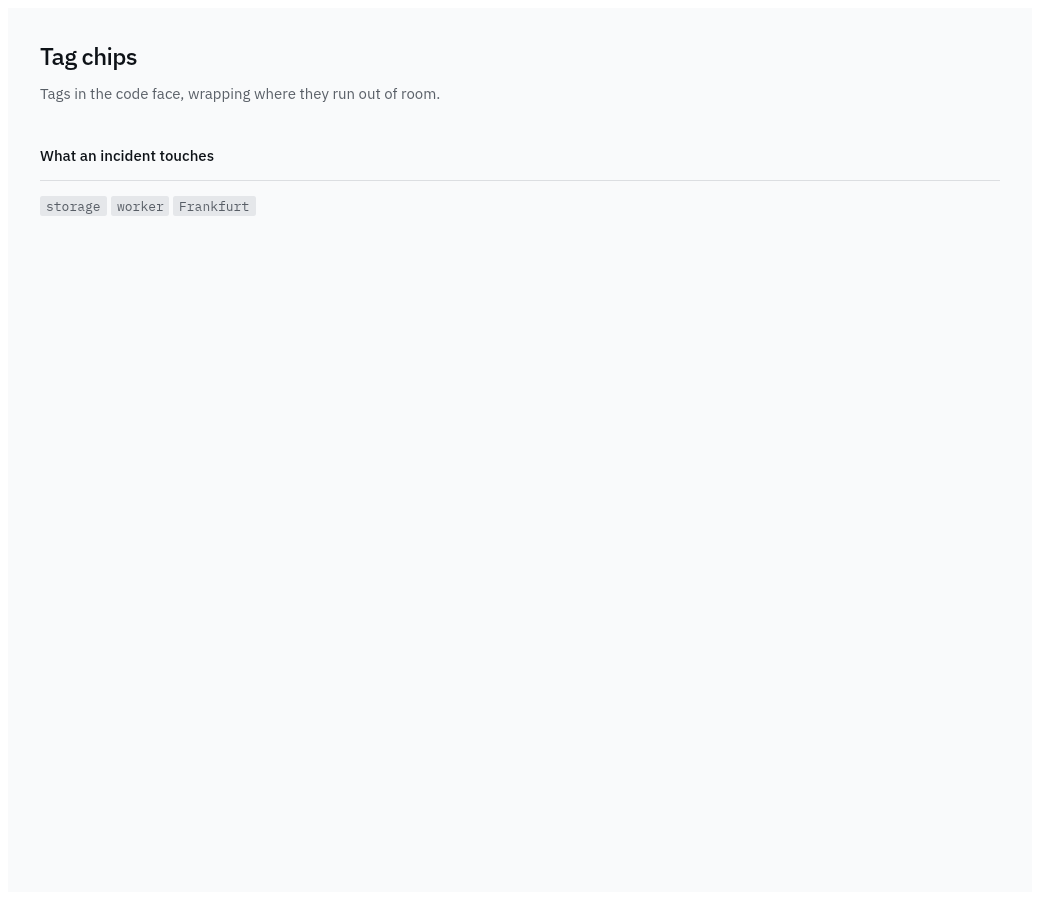 Tag chips
Tags in the code face, wrapping where they run out of room.
What an incident touches
storage worker Frankfurt